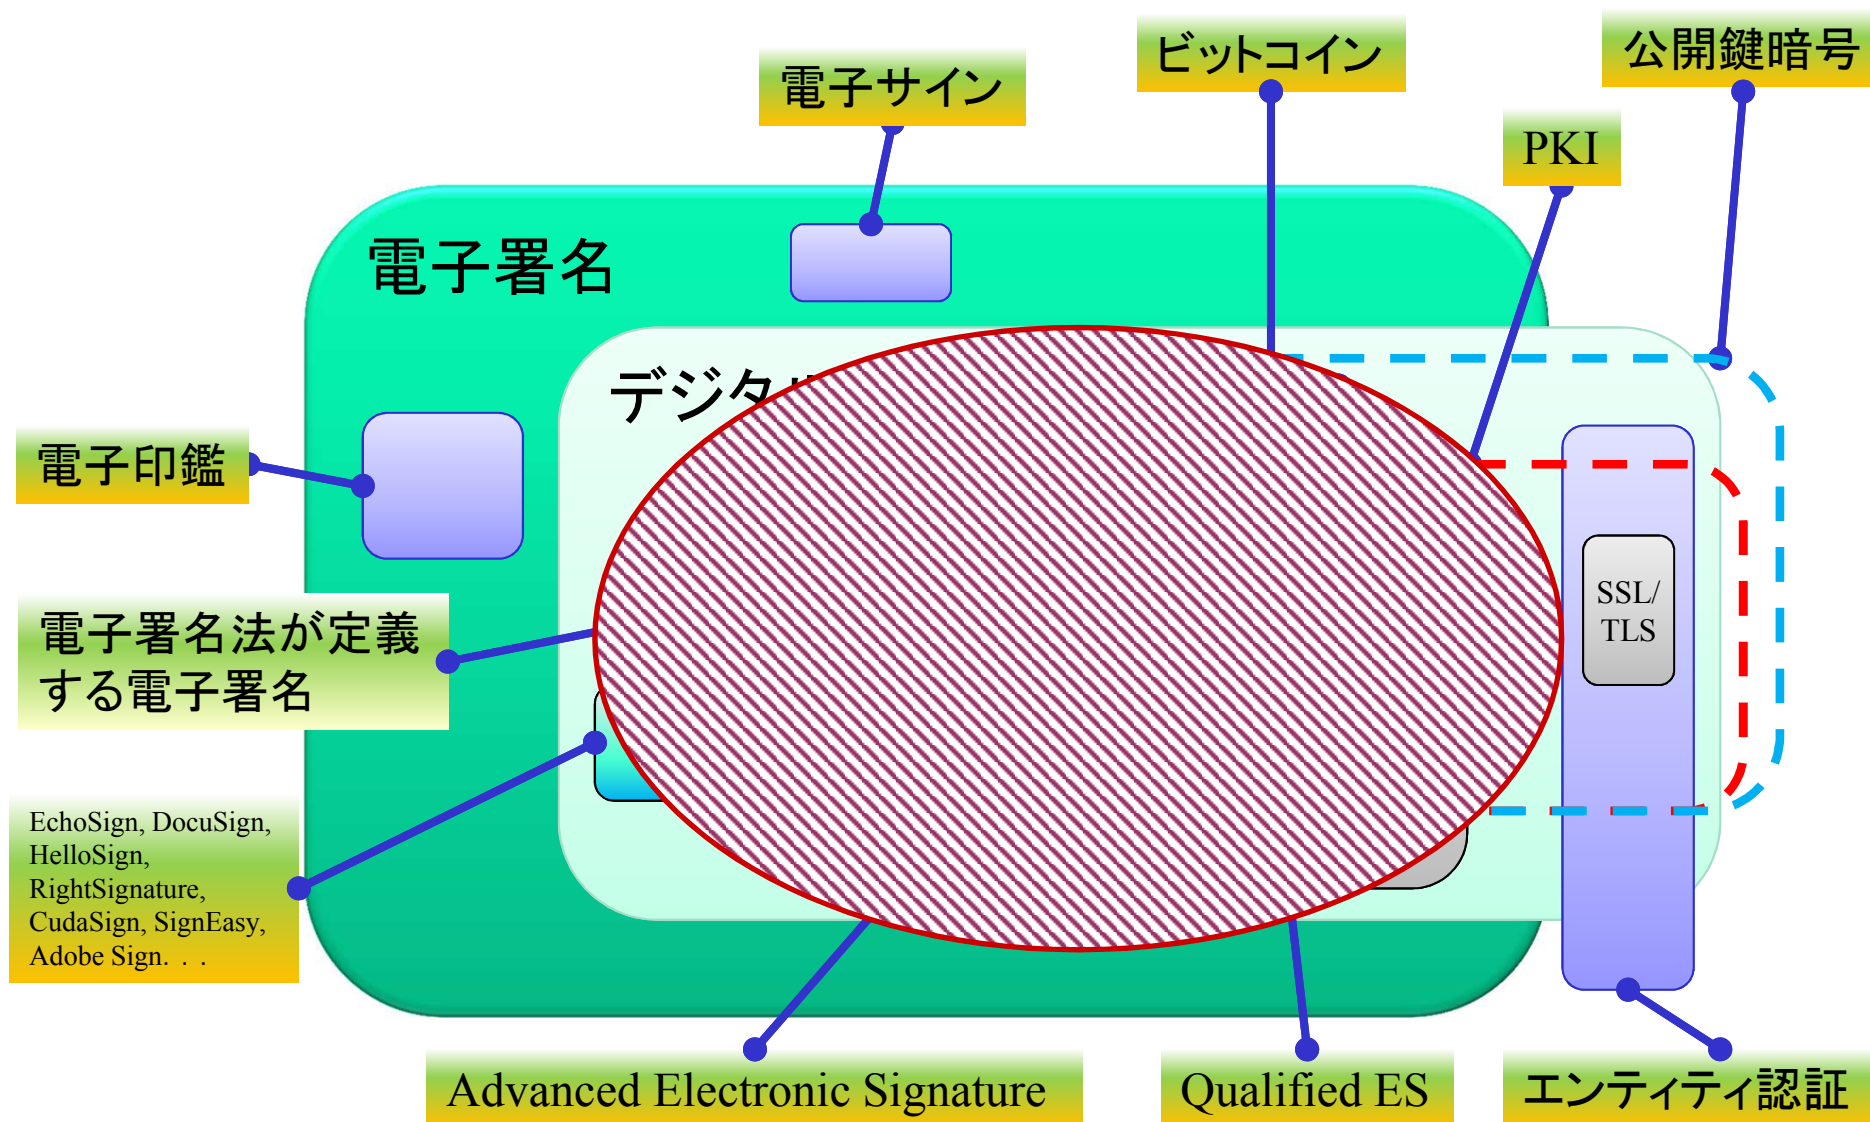 ビットコイン
公開鍵暗号
電子サイン
PKI
電子署名
デジタ
電子印鑑
SSL/
TLS
電子署名法が定義
する電子署名
EchoSign, DocuSign,
HelloSign,
RightSignature,
CudaSign, SignEasy,
Adobe Sign. . .
Advanced Electronic Signature
Qualified ES
エンティティ認証